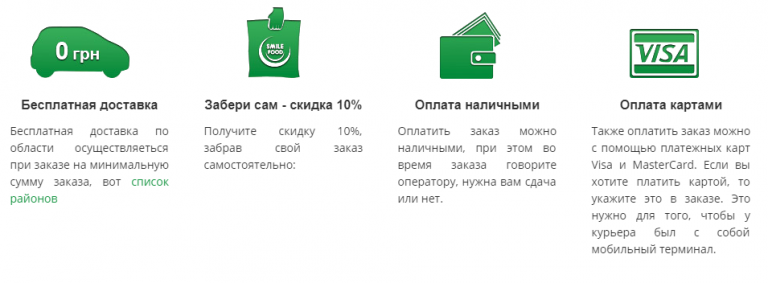 0 грн
Бесплатная доставка
Бесплатная доставка по
области осуществляеться
при заказе на минимальную
сумму заказа, вот список
районов
SMILE
FOOD
Забери сам - скидка 10%
Получите скидку 10%,
забрав свой заказ
самостоятельно:
Оплата наличными
Оплатить заказ можно
наличными, при этом во
время заказа говорите
оператору, нужна вам сдача
или нет.
VISA
Оплата картами
Также оплатить заказ можно
с помощью платежных карт
Visa и MasterCard. Если вы
хотите платить картой, то
укажите это в заказе. Это
нужно для того, чтобы у
курьера был с собой
мобильный терминал.